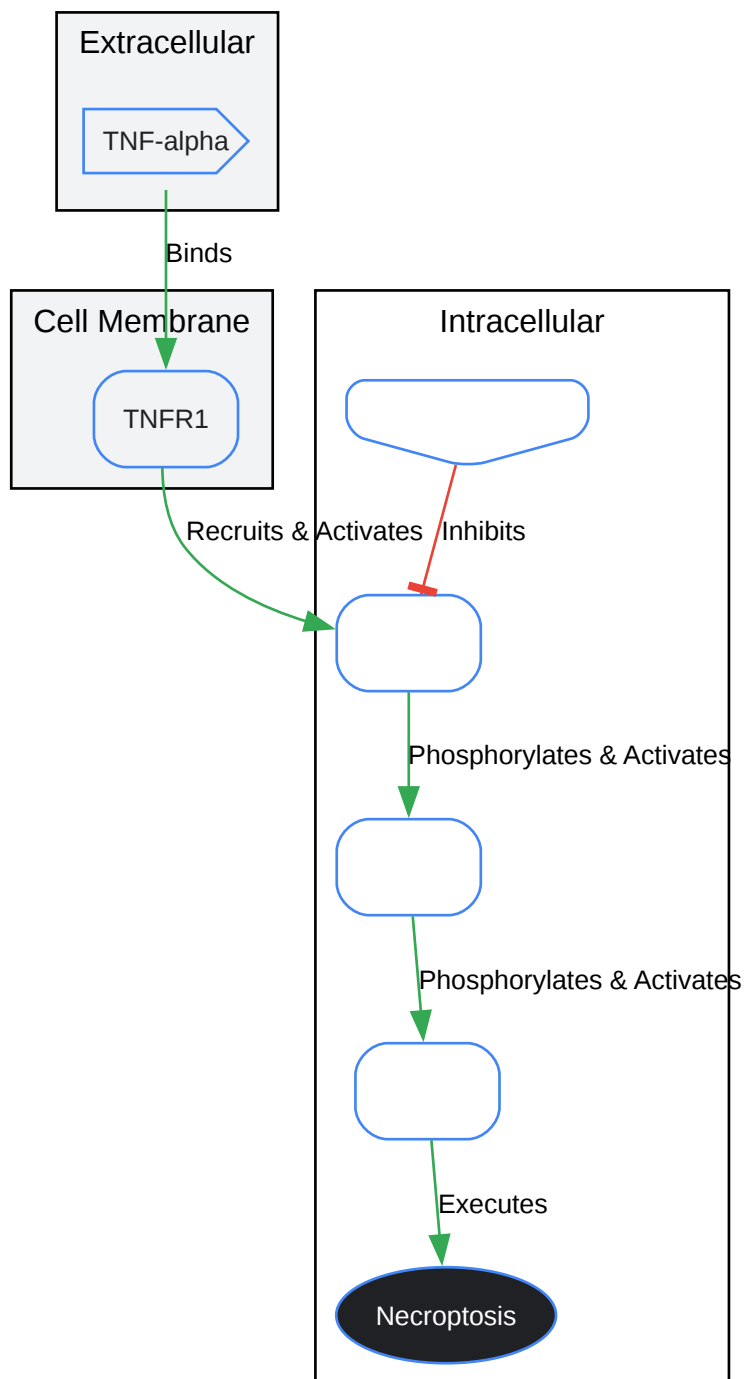 Extracellular
TNF-alpha
Binds
Cell Membrane
TNFR1
Intracellular
Recruits & Activates
Inhibits
Phosphorylates & Activates
Phosphorylates & Activates
Executes
Necroptosis